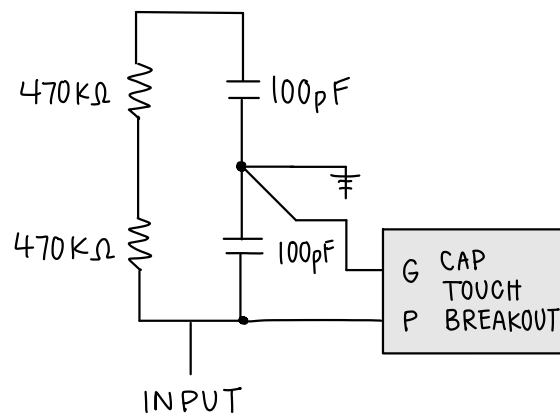 470KΩ
100pF
470KΩ
100pF
G CAP
TOUCH
P BREAKOUT
INPUT